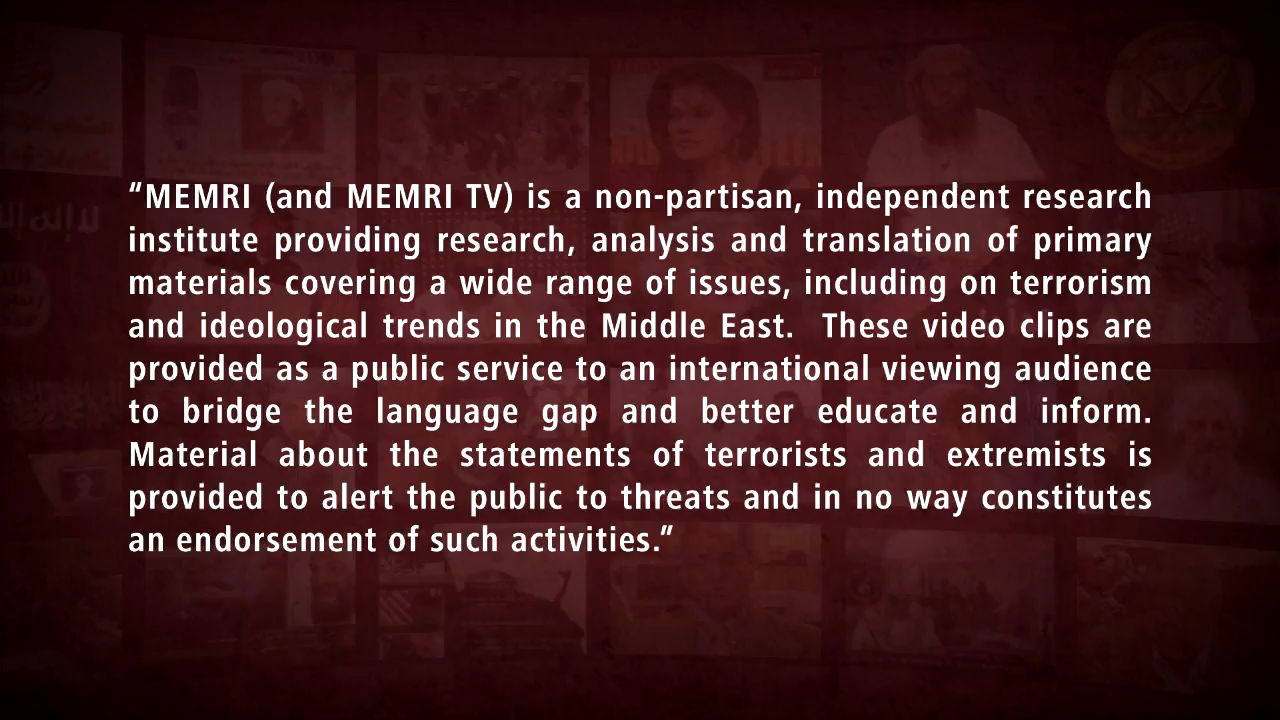 “MEMRI (and MEMRI TV) is a non-partisan, independent research
institute providing research, analysis and translation of primary
materials covering a wide range of issues, including on terrorism
and ideological trends in the Middle East. These video clips are
provided as a public service to an international viewing audience
to bridge the language gap and better educate and inform.
Material about the statements of terrorists and extremists is
provided to alert the public to threats and in no way constitutes
an endorsement of such activities.”